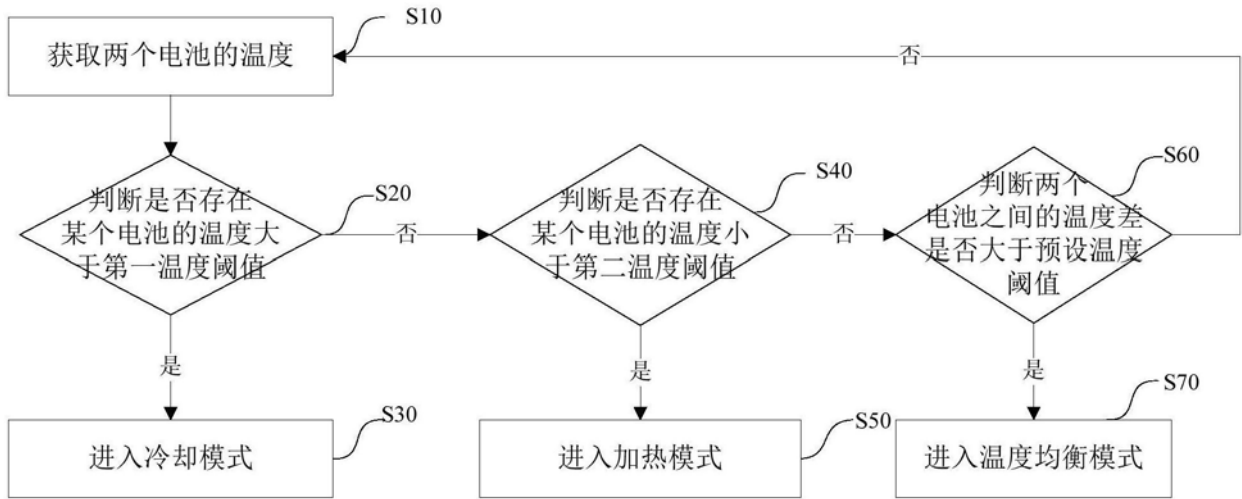 S10
获取两个电池的温度
否
S20
判断是否存在
某个电池的温度大
于第一温度阈值
否
S40
判断是否存在
某个电池的温度小
于第二温度阈值
否
S60
判断两个
电池之间的温度差
是否大于预设温度
阈值
是
是
是
S30
进入冷却模式
S50
进入加热模式
S70
进入温度均衡模式